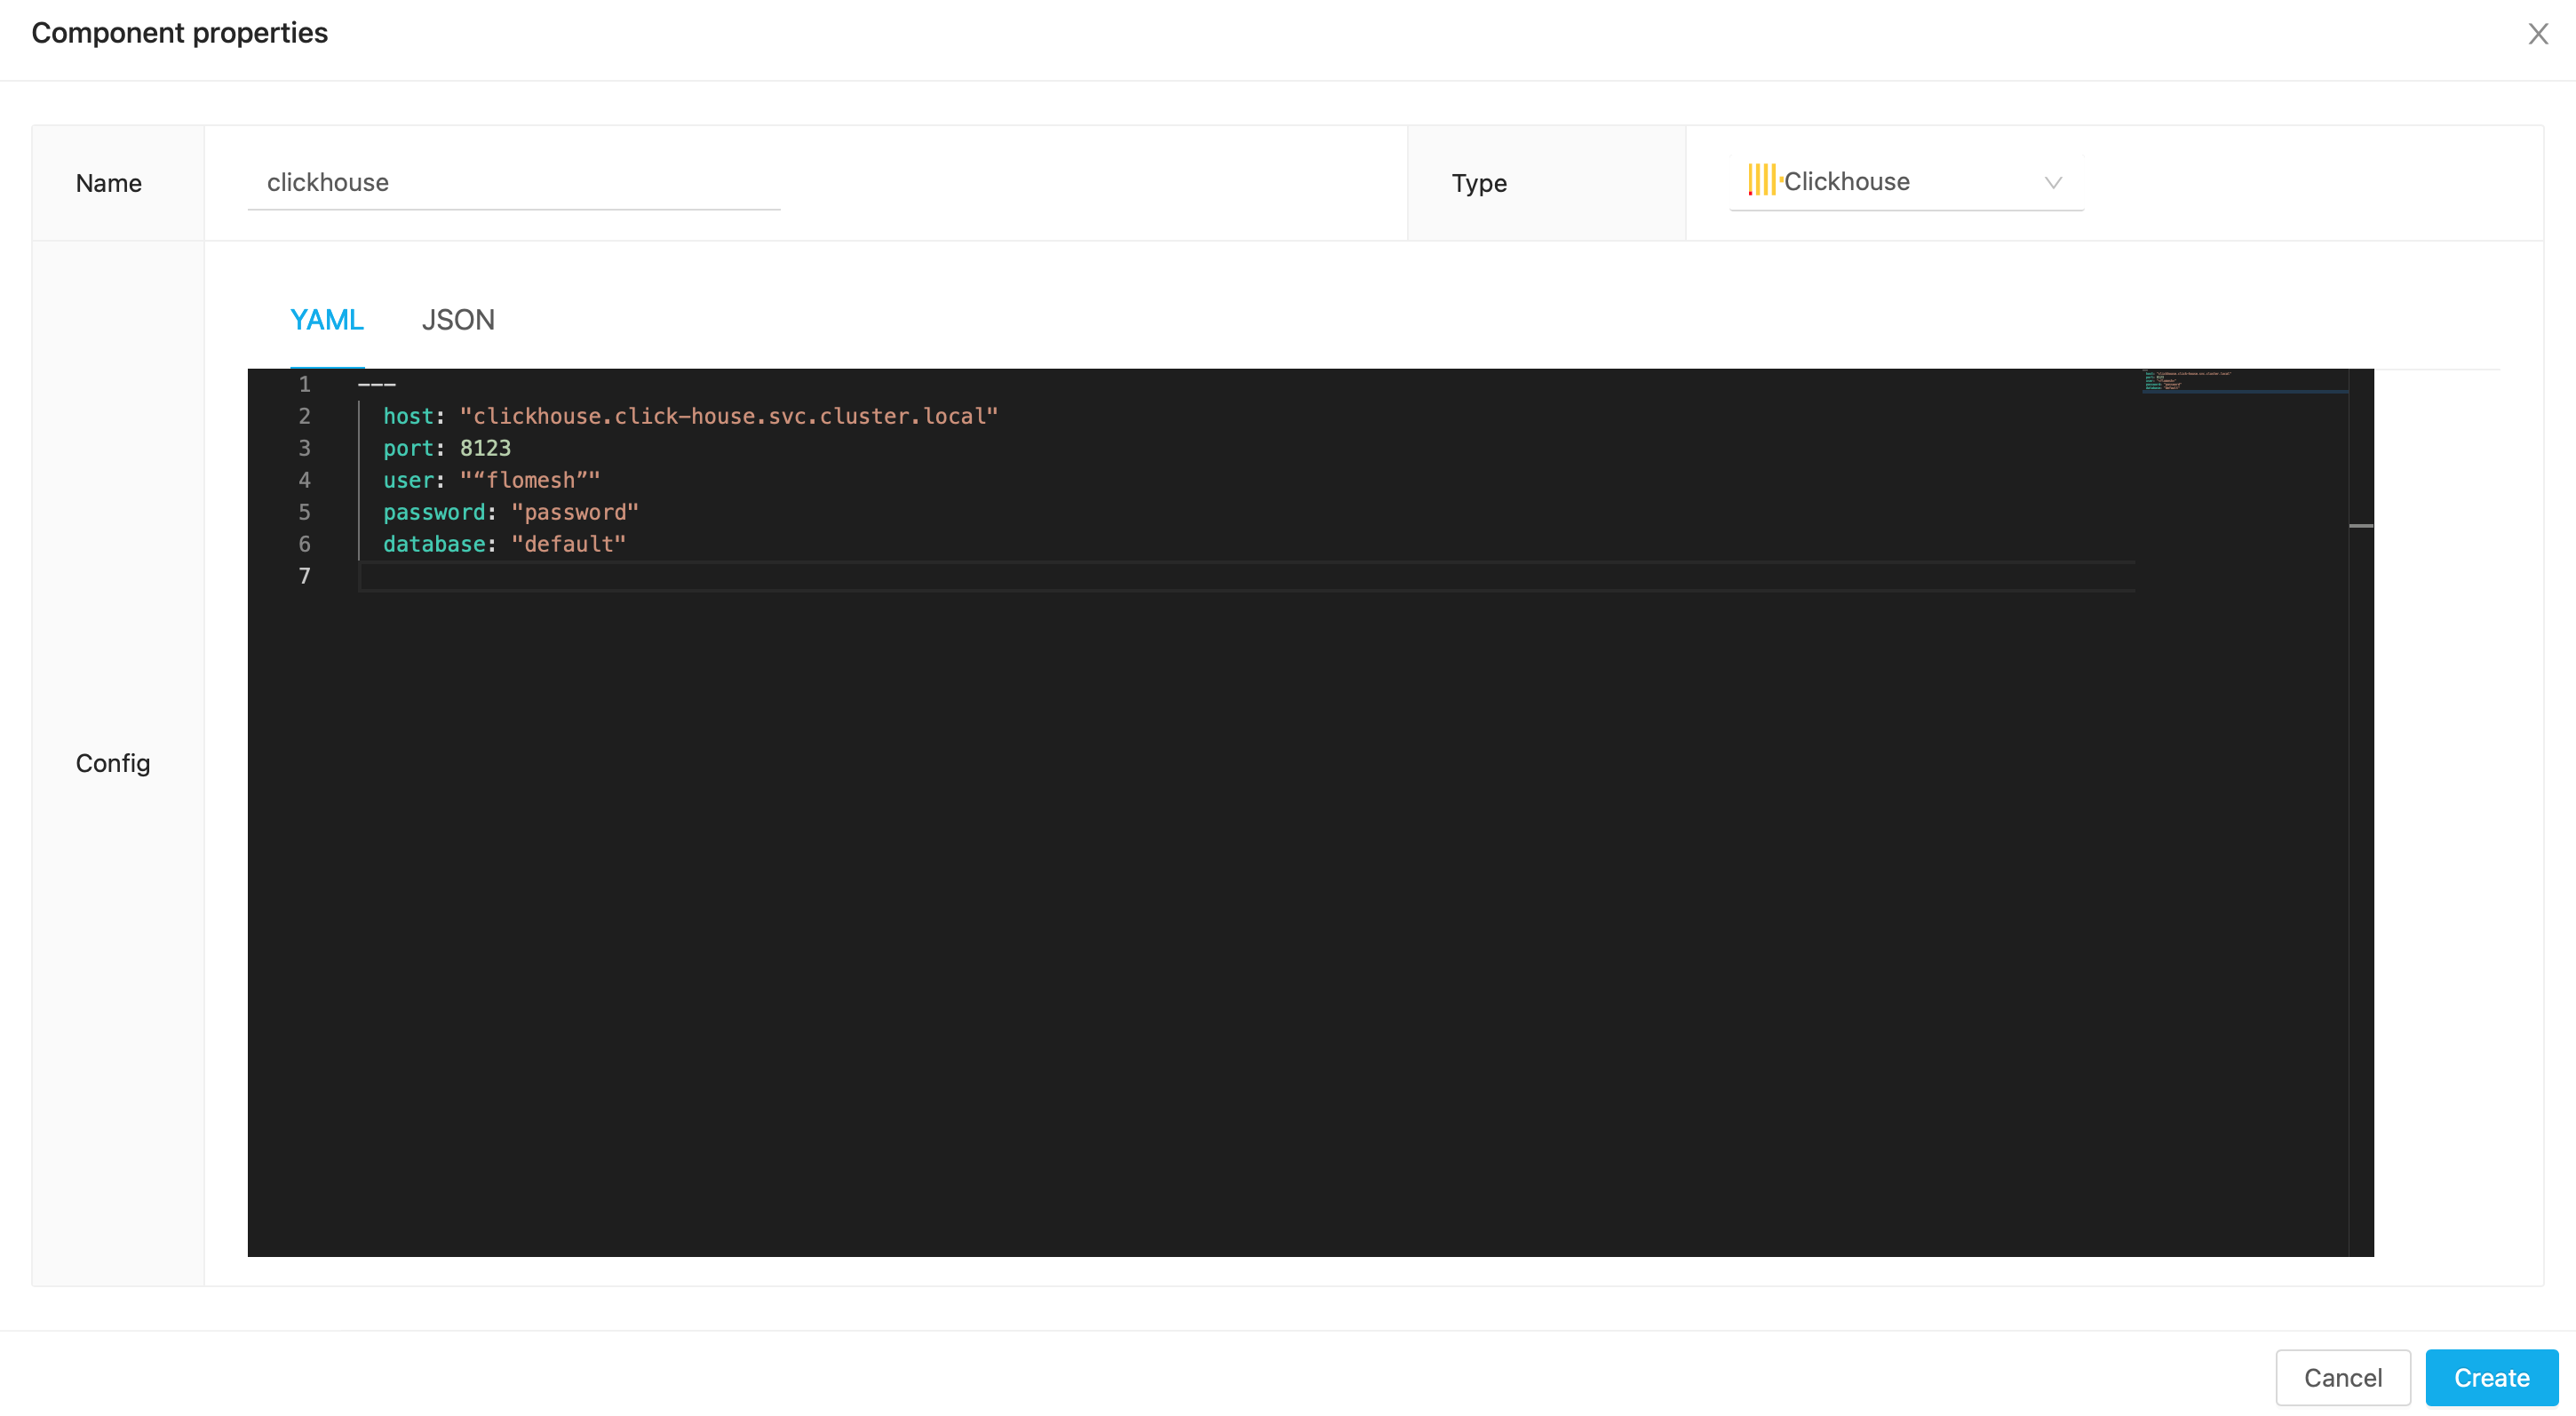 Component properties
Name
clickhouse
Type
Clickhouse
Config
YAML JSON
1 ---
2 host: "clickhouse.click-house.svc.cluster.local"
3 port: 8123
4 user: "“flomesh”"
5 password: "password"
6 database: "default"
7
Cancel
Create